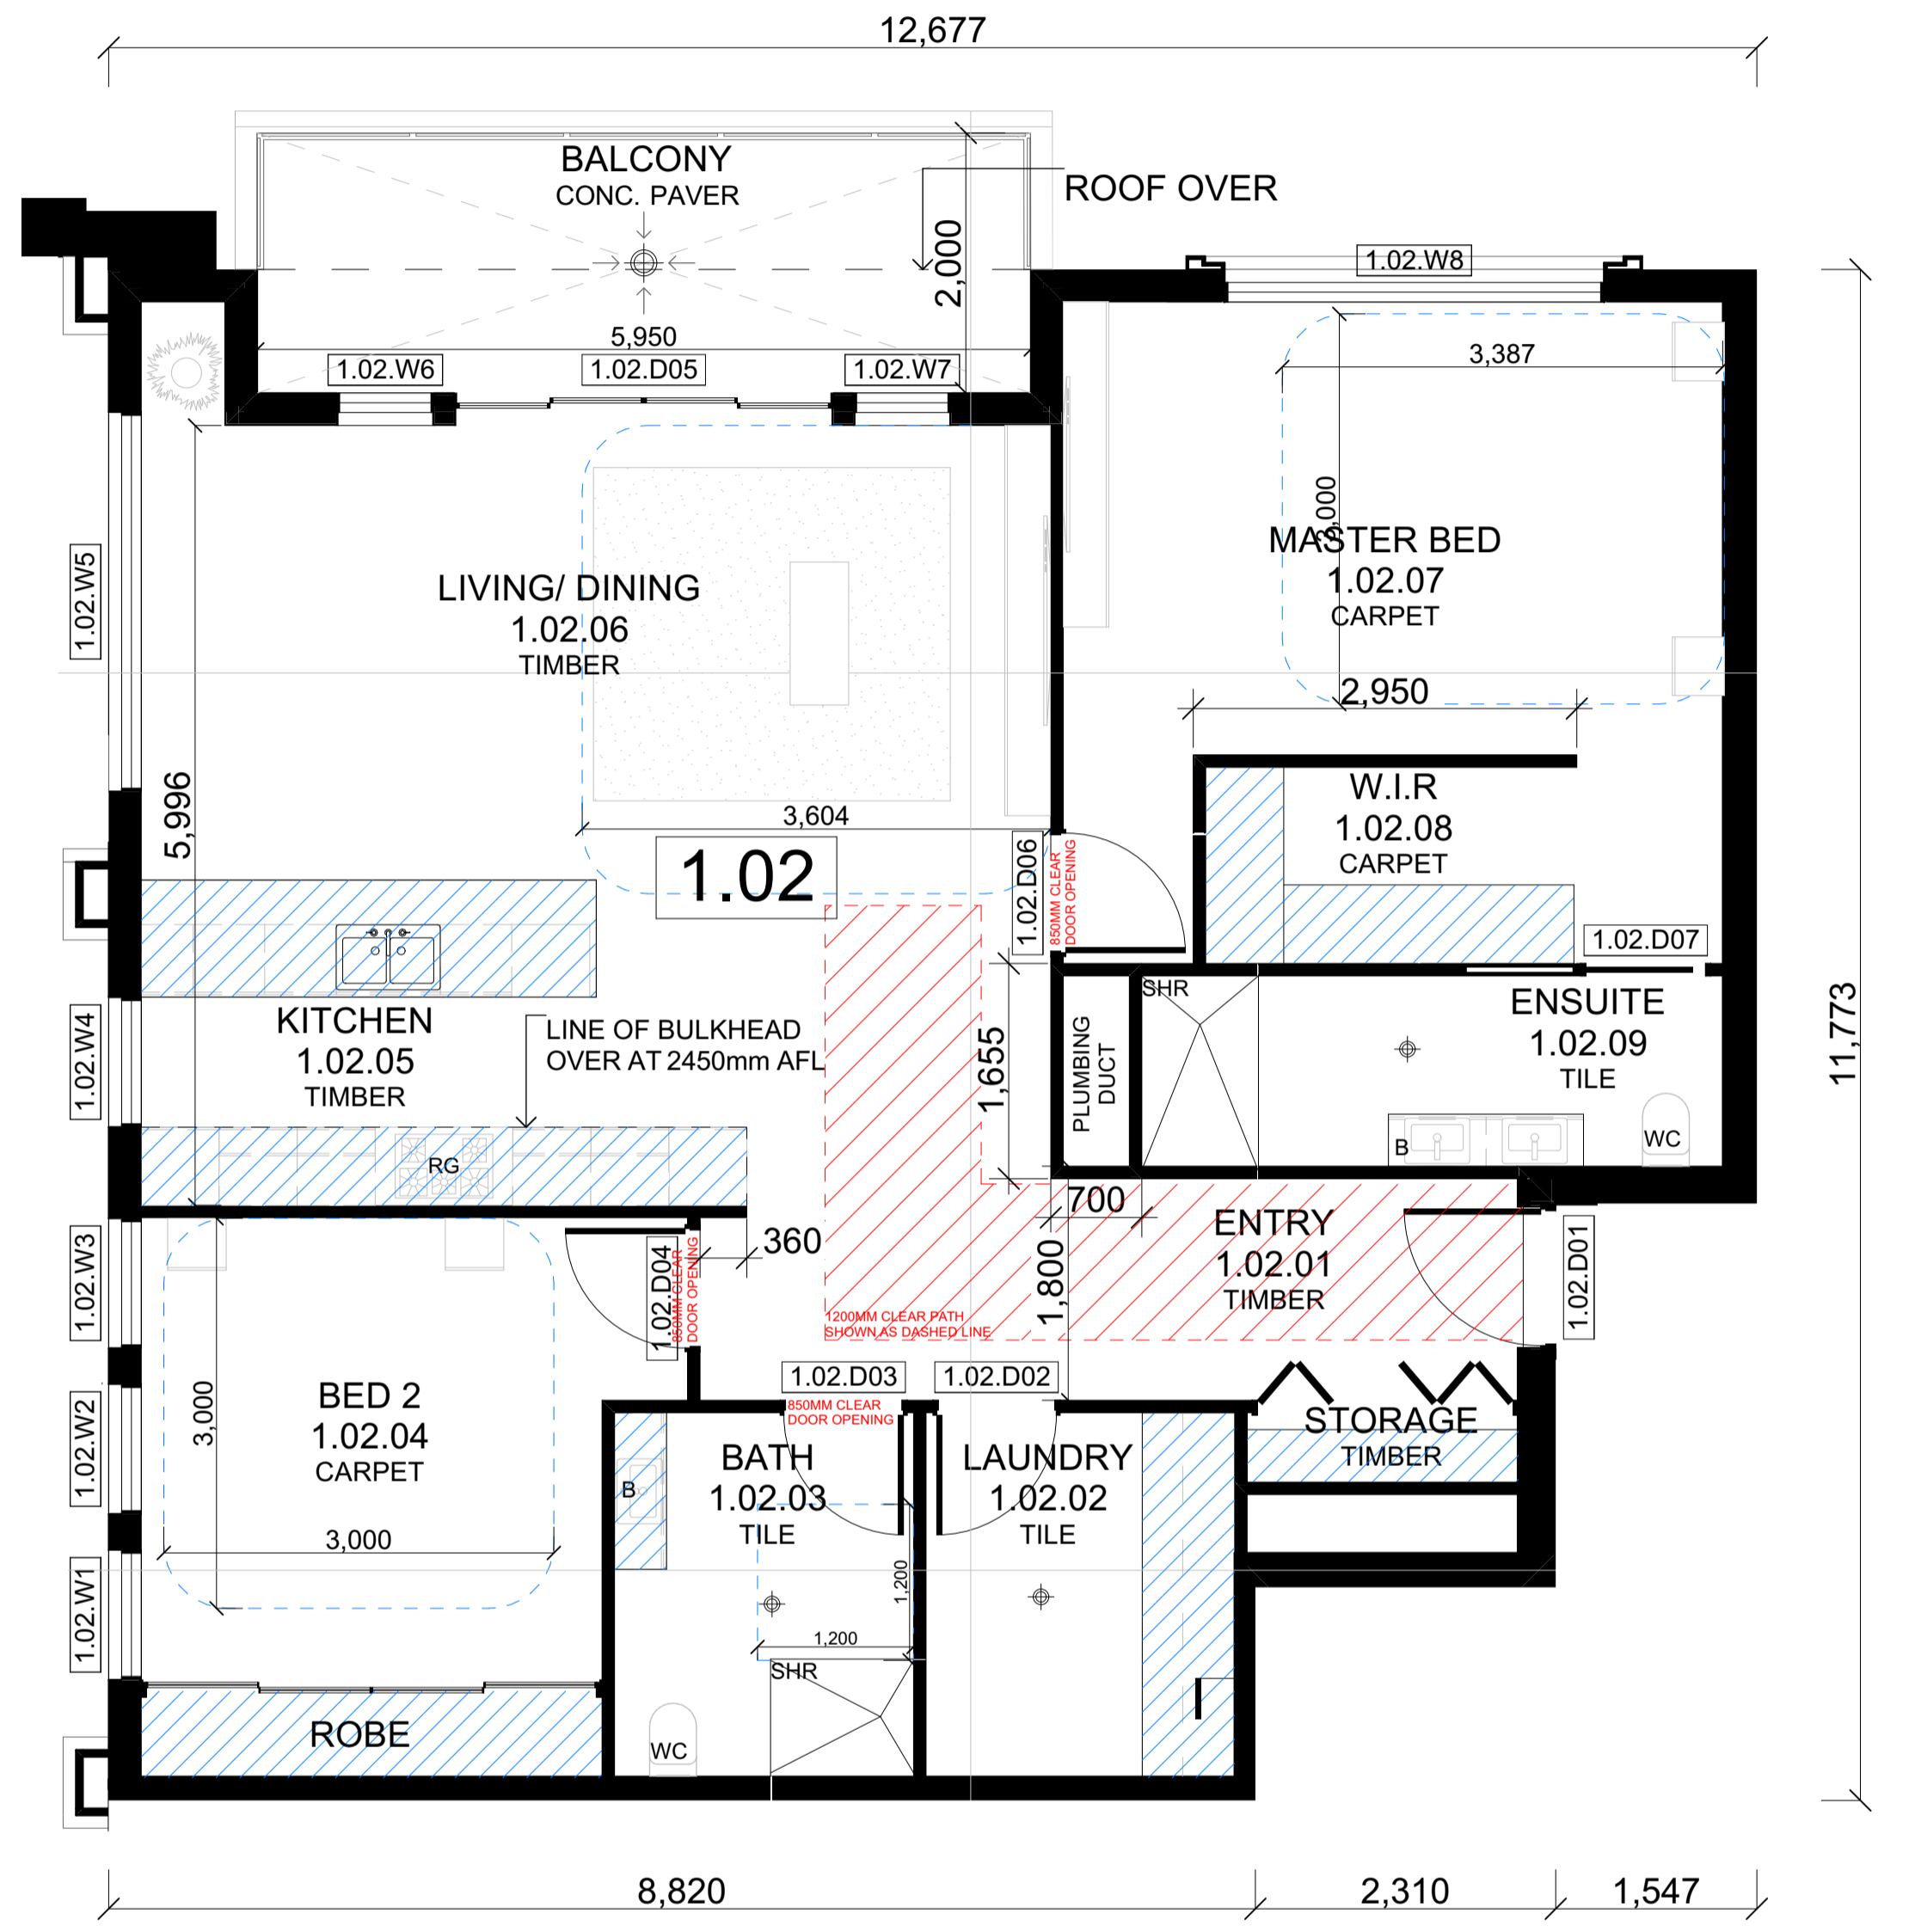 12,677
BALCONY
CONC. PAVER
ROOF OVER
2,000
5,950
1.02.W6
1.02.D05
1.02.W7
1.02.W8
3,387
3,000
MASTER BED
1.02.07
CARPET
2,950
1.02.W5
LIVING/ DINING
1.02.06
TIMBER
5,996
3,604
1.02
1.02.D06
850MM CLEAR
DOOR OPENING
W.I.R
1.02.08
CARPET
1.02.D07
1.02.W4
KITCHEN
1.02.05
TIMBER
LINE OF BULKHEAD
OVER AT 2450mm AFL
1,655
PLUMBING
DUCT
SHR
ENSUITE
1.02.09
TILE
B
WC
11,773
RG
700
360
1,800
ENTRY
1.02.01
TIMBER
1.02.D01
1200MM CLEAR PATH
SHOWN AS DASHED LINE
1.02.W3
1.02.D04
850MM CLEAR
DOOR OPENING
1.02.W2
3,000
BED 2
1.02.04
CARPET
3,000
1.02.D03
850MM CLEAR
DOOR OPENING
1.02.D02
BATH
1.02.03
TILE
B
1,200
1,200
SHR
WC
LAUNDRY
1.02.02
TILE
STORAGE
TIMBER
1.02.W1
ROBE
8,820
2,310
1,547